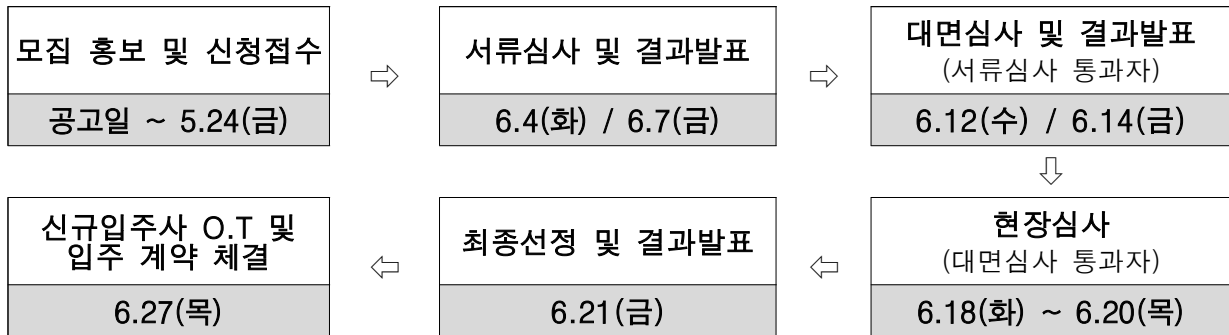 모집 홍보 및 신청접수
공고일 ~ 5.24(금)
⇨
서류심사 및 결과발표
6.4(화) / 6.7(금)
⇨
대면심사 및 결과발표
(서류심사 통과자)
6.12(수) / 6.14(금)
⇩
현장심사
(대면심사 통과자)
6.18(화) ~ 6.20(목)
⇦
최종선정 및 결과발표
6.21(금)
⇦
신규입주사 O.T 및
입주 계약 체결
6.27(목)